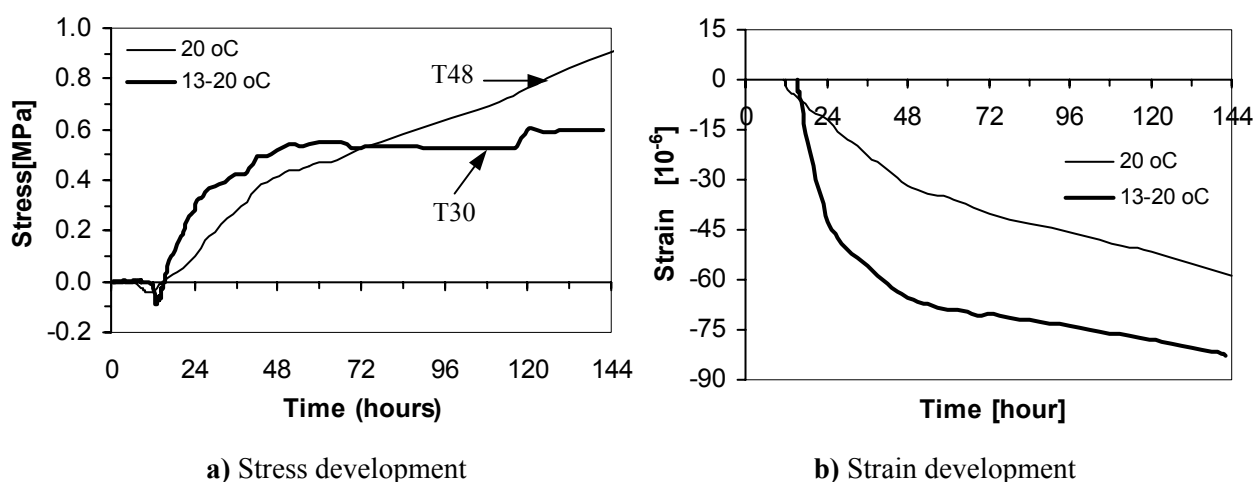 1.0
0.8
0.6
0.4
0.2
0.0
-0.2
Stress[MPa]
20 oC
13-20 oC
T48
T30
0 24 48 72 96 120 144
Time (hours)
a) Stress development
15
0
-15
-30
-45
-60
-75
-90
Strain [10⁻⁶]
0 24 48 72 96 120 144
20 oC
13-20 oC
Time [hour]
b) Strain development